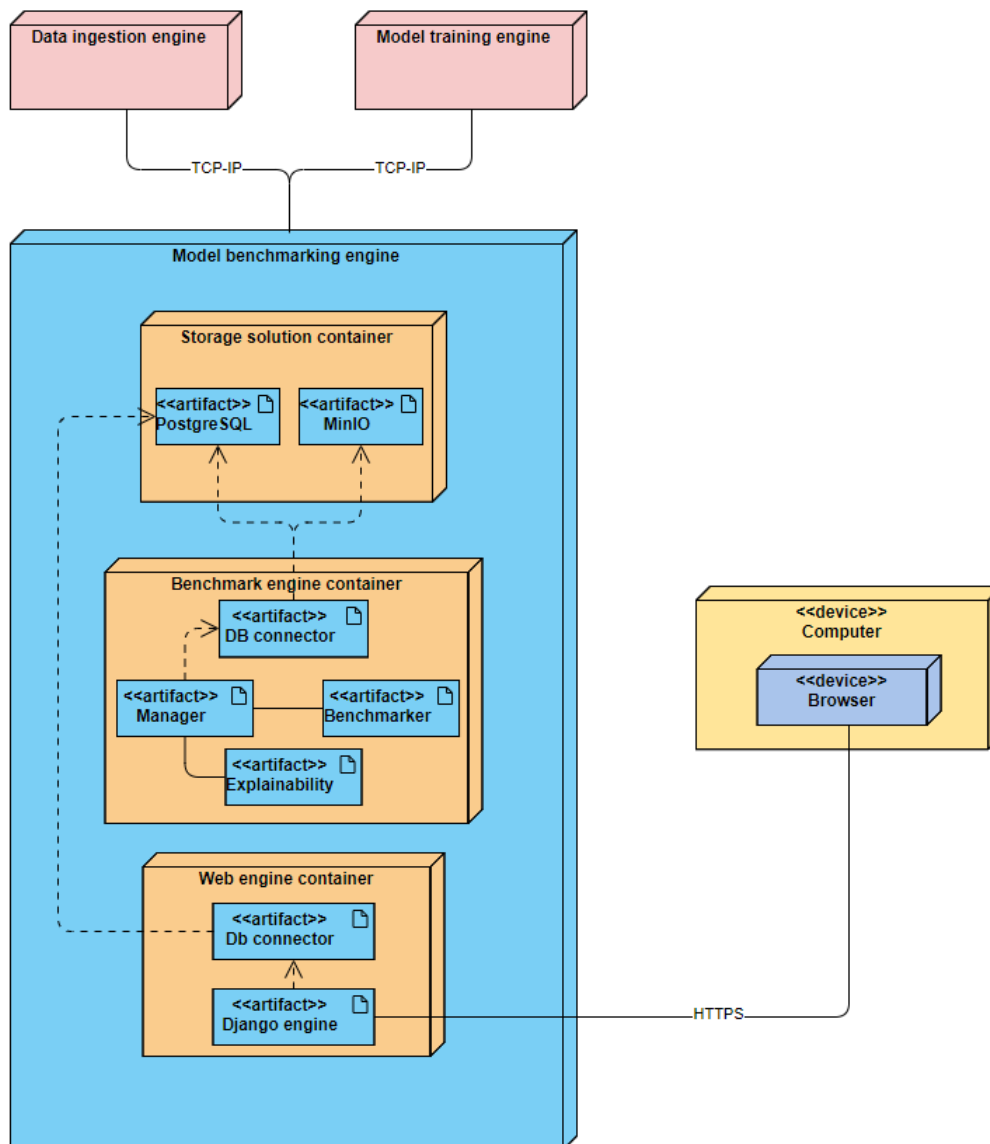 Data ingestion engine
Model training engine
TCP-IP
TCP-IP
Model benchmarking engine
Storage solution container
<<artifact>>
PostgreSQL
<<artifact>>
MinIO
Benchmark engine container
<<artifact>>
DB connector
<<artifact>>
Manager
<<artifact>>
Benchmarker
<<artifact>>
Explainability
Web engine container
<<artifact>>
Db connector
<<artifact>>
Django engine
<<device>>
Computer
<<device>>
Browser
HTTPS